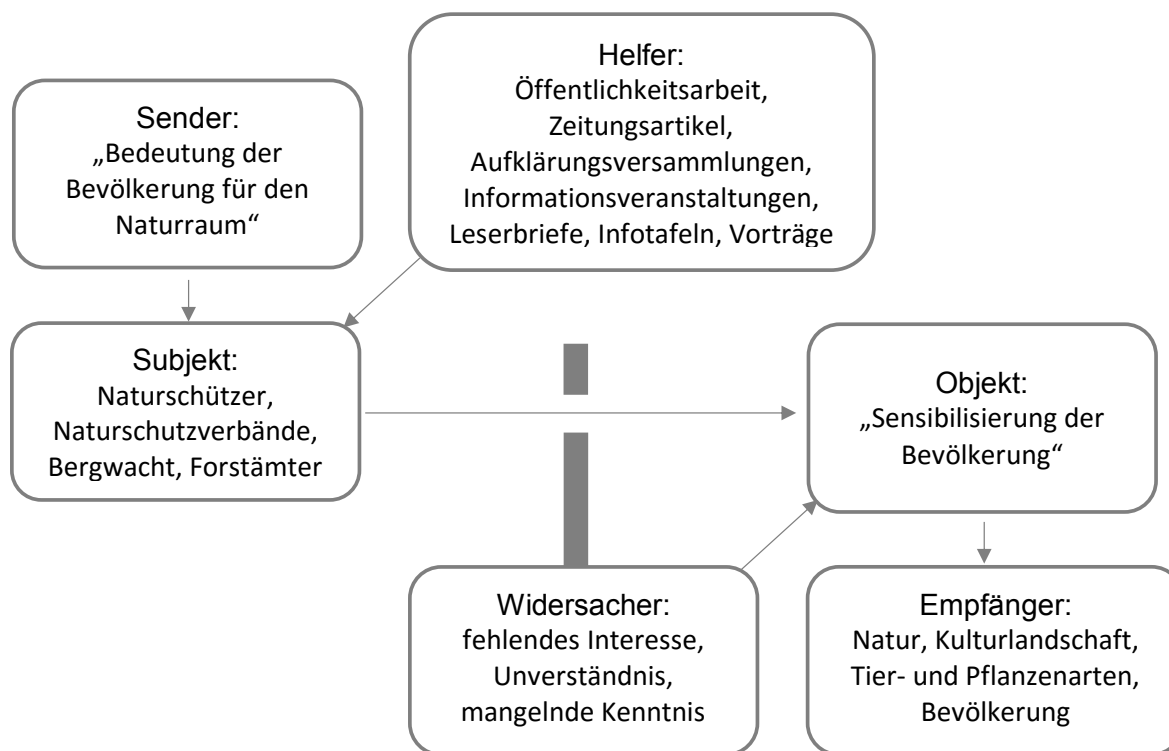 Sender:
„Bedeutung der
Bevölkerung für den
Naturraum“
Helfer:
Öffentlichkeitsarbeit,
Zeitungsartikel,
Aufklärungsversammlungen,
Informationsveranstaltungen,
Leserbriefe, Infotafeln, Vorträge
Subjekt:
Naturschützer,
Naturschutzverbände,
Bergwacht, Forstämter
Objekt:
„Sensibilisierung der
Bevölkerung“
Widersacher:
fehlendes Interesse,
Unverständnis,
mangelnde Kenntnis
Empfänger:
Natur, Kulturlandschaft,
Tier- und Pflanzenarten,
Bevölkerung